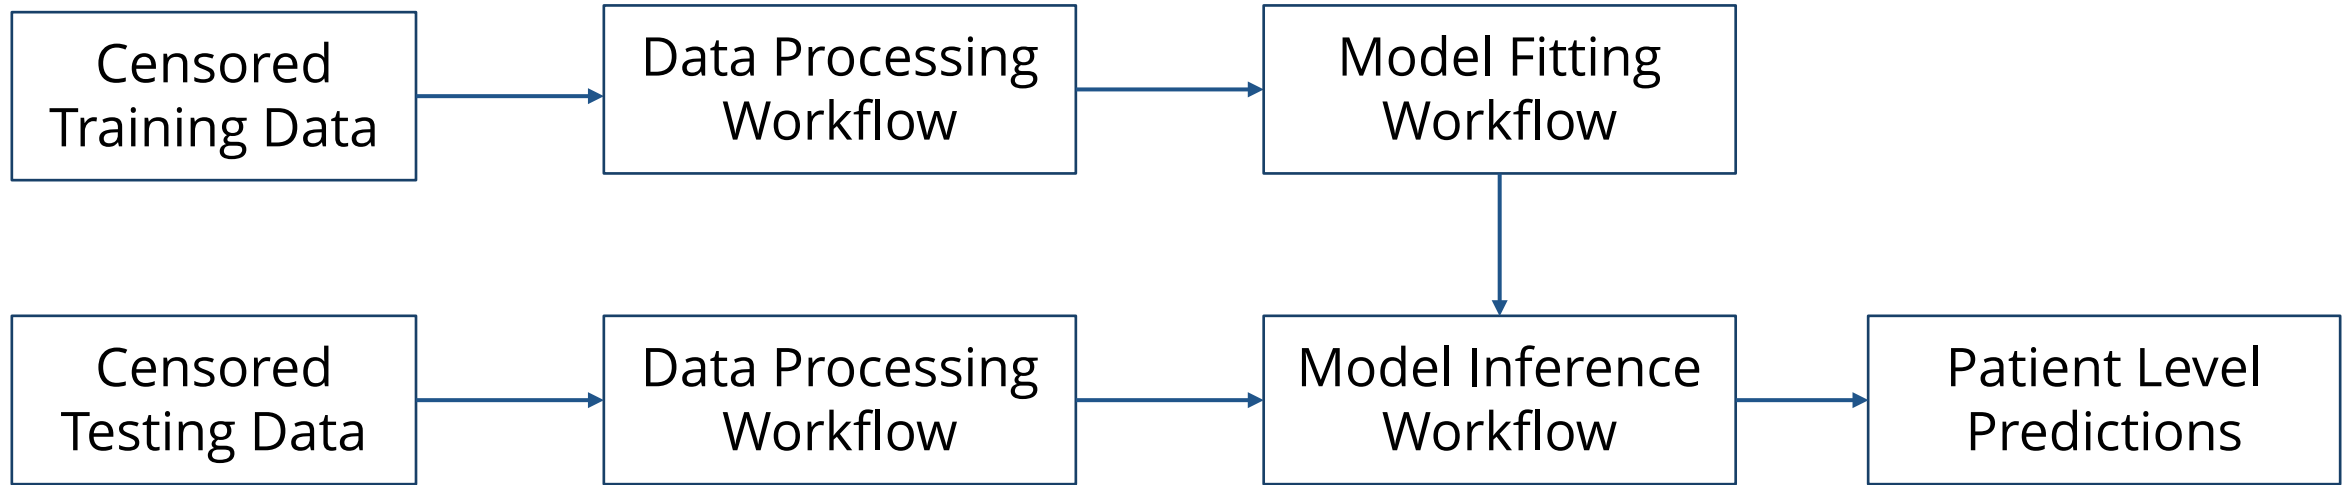 Censored
Training Data
Data Processing
Workflow
Model Fitting
Workflow
Censored
Testing Data
Data Processing
Workflow
Model Inference
Workflow
Patient Level
Predictions